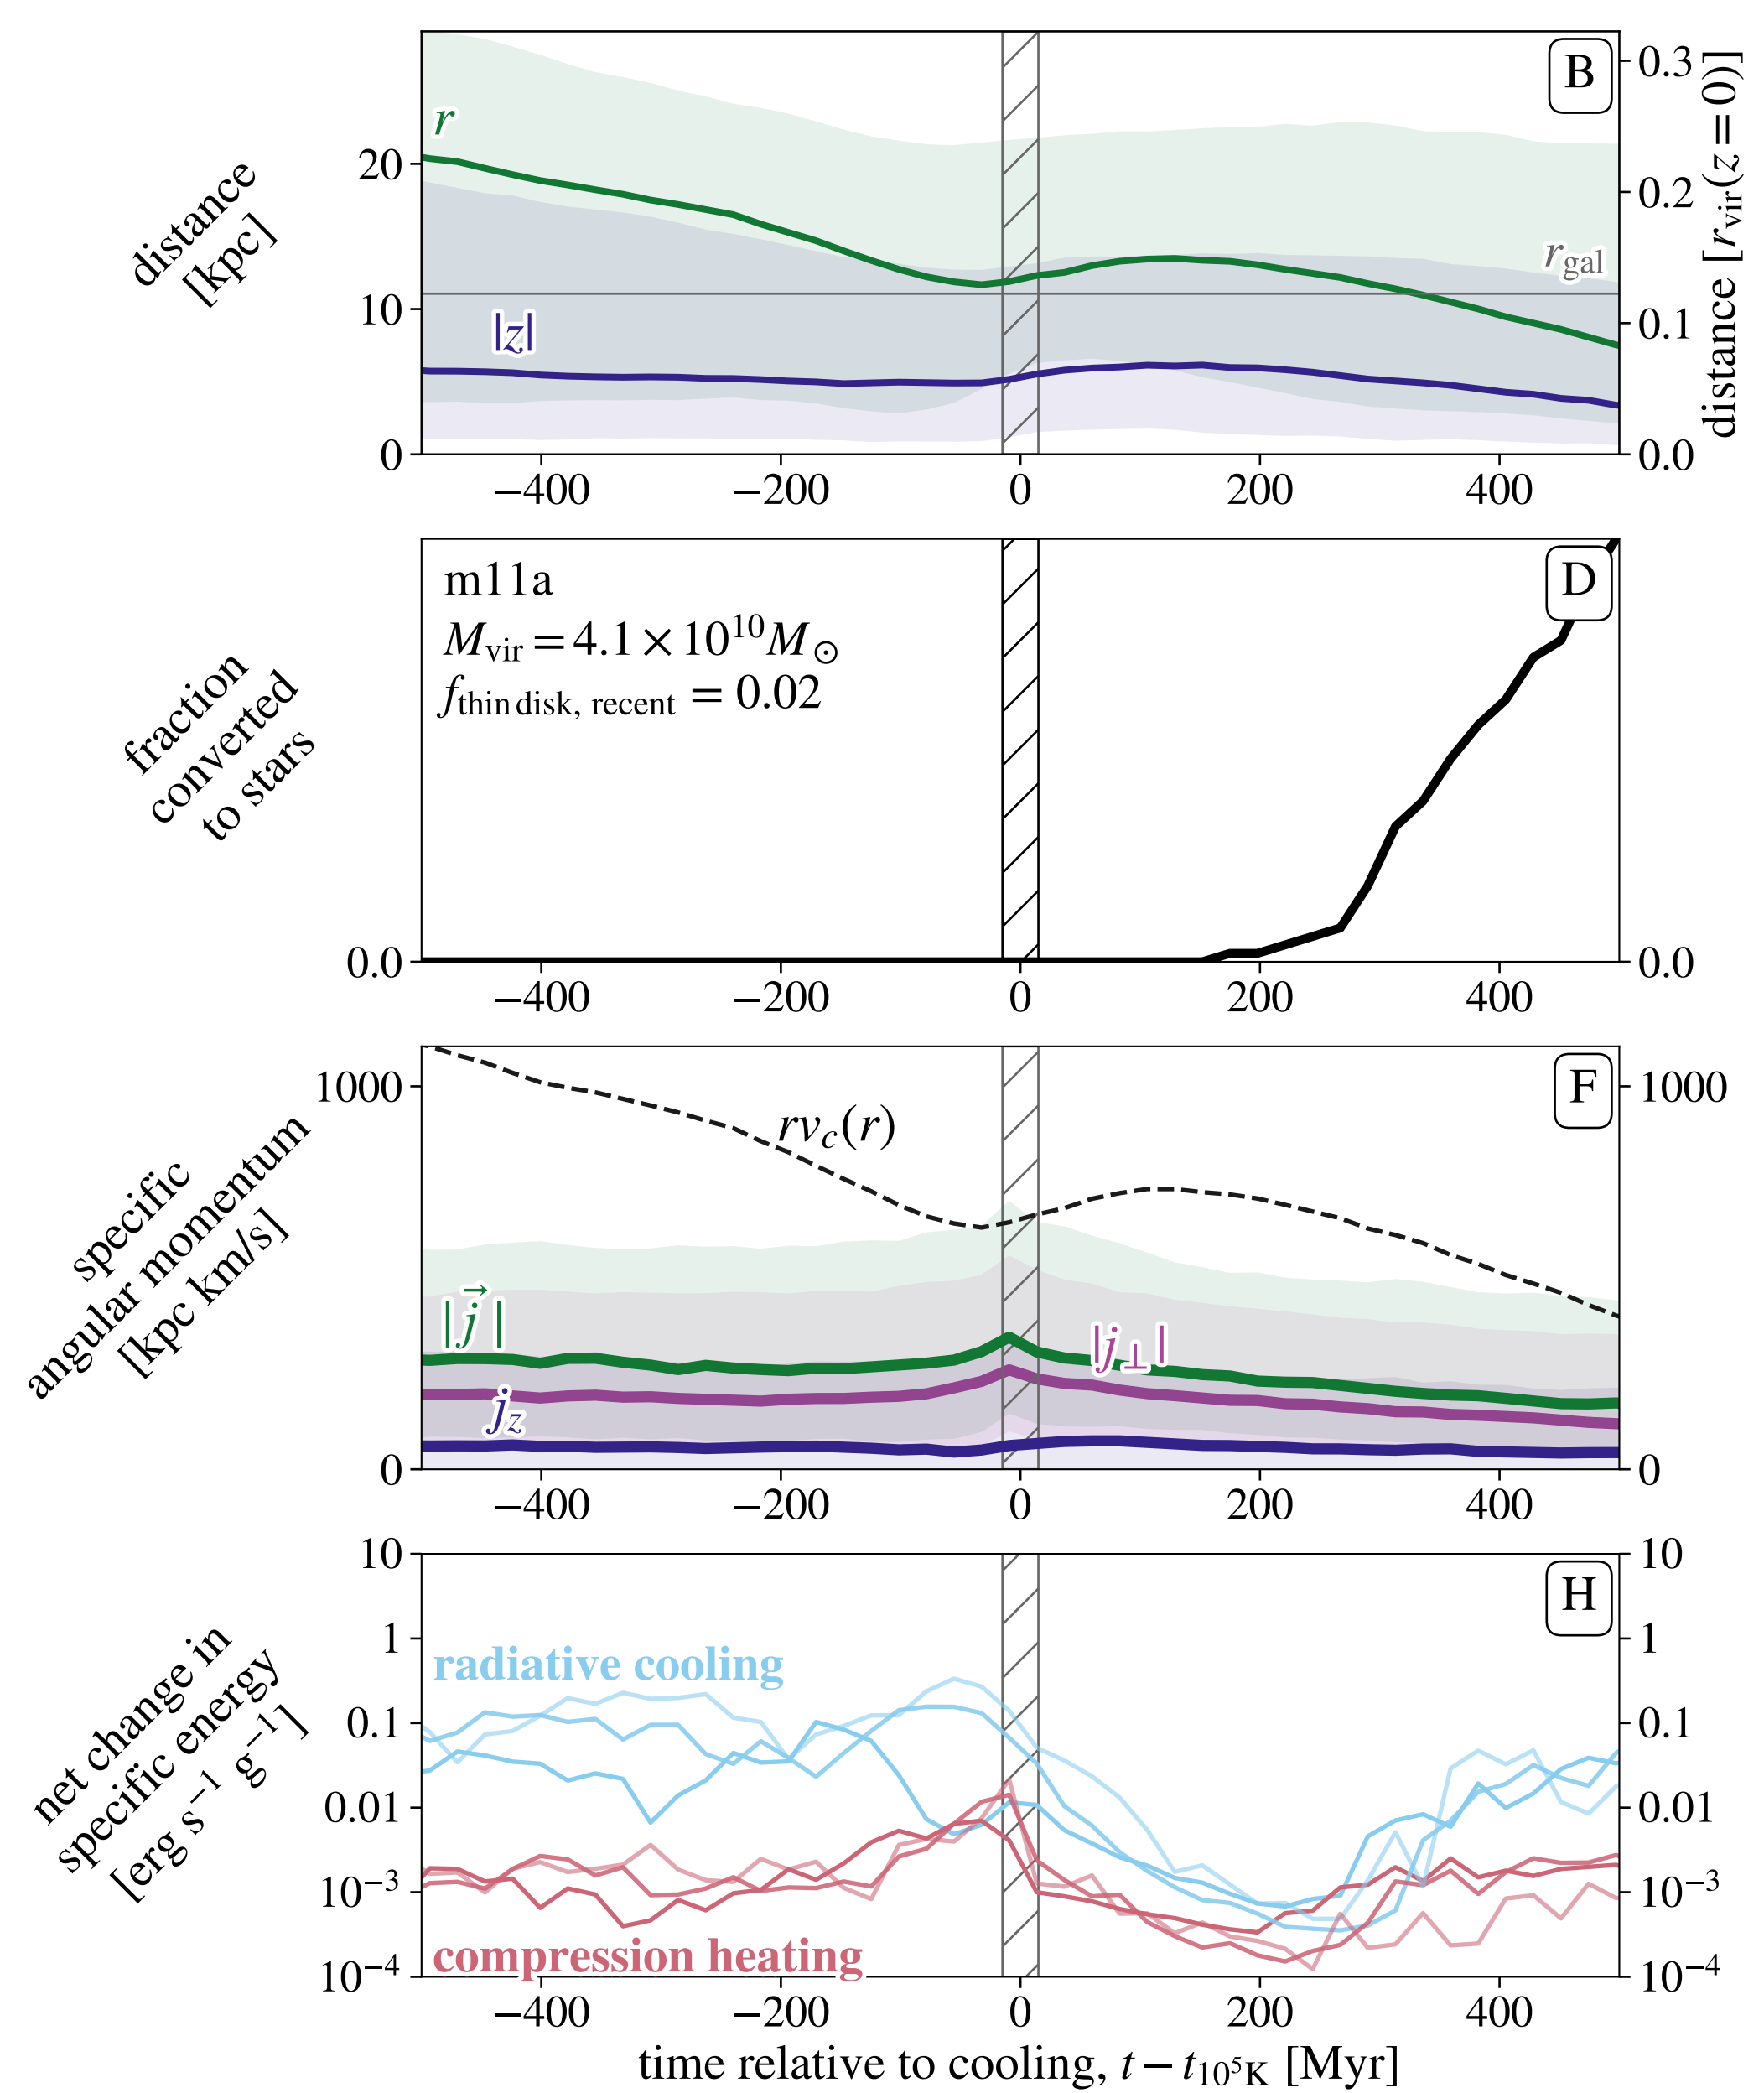 B
distance
[kpc]
r
|z|
r_gal
20
10
0
0.3
0.2
0.1
0.0
distance [r_vir(z=0)]
−400 −200 0 200 400
D
m11a
M_vir = 4.1 × 10^10 M_⊙
f_thin disk, recent = 0.02
fraction
converted
to stars
0.0
0.0
−400 −200 0 200 400
F
specific
angular momentum
[kpc km/s]
1000
0
1000
0
rv_c(r)
|j⃗|
|j_⊥|
j_z
−400 −200 0 200 400
H
net change in
specific energy
[erg s^−1 g^−1]
10
1
0.1
0.01
10^−3
10^−4
10
1
0.1
0.01
10^−3
10^−4
radiative cooling
compression heating
−400 −200 0 200 400
time relative to cooling, t − t_10^5K [Myr]